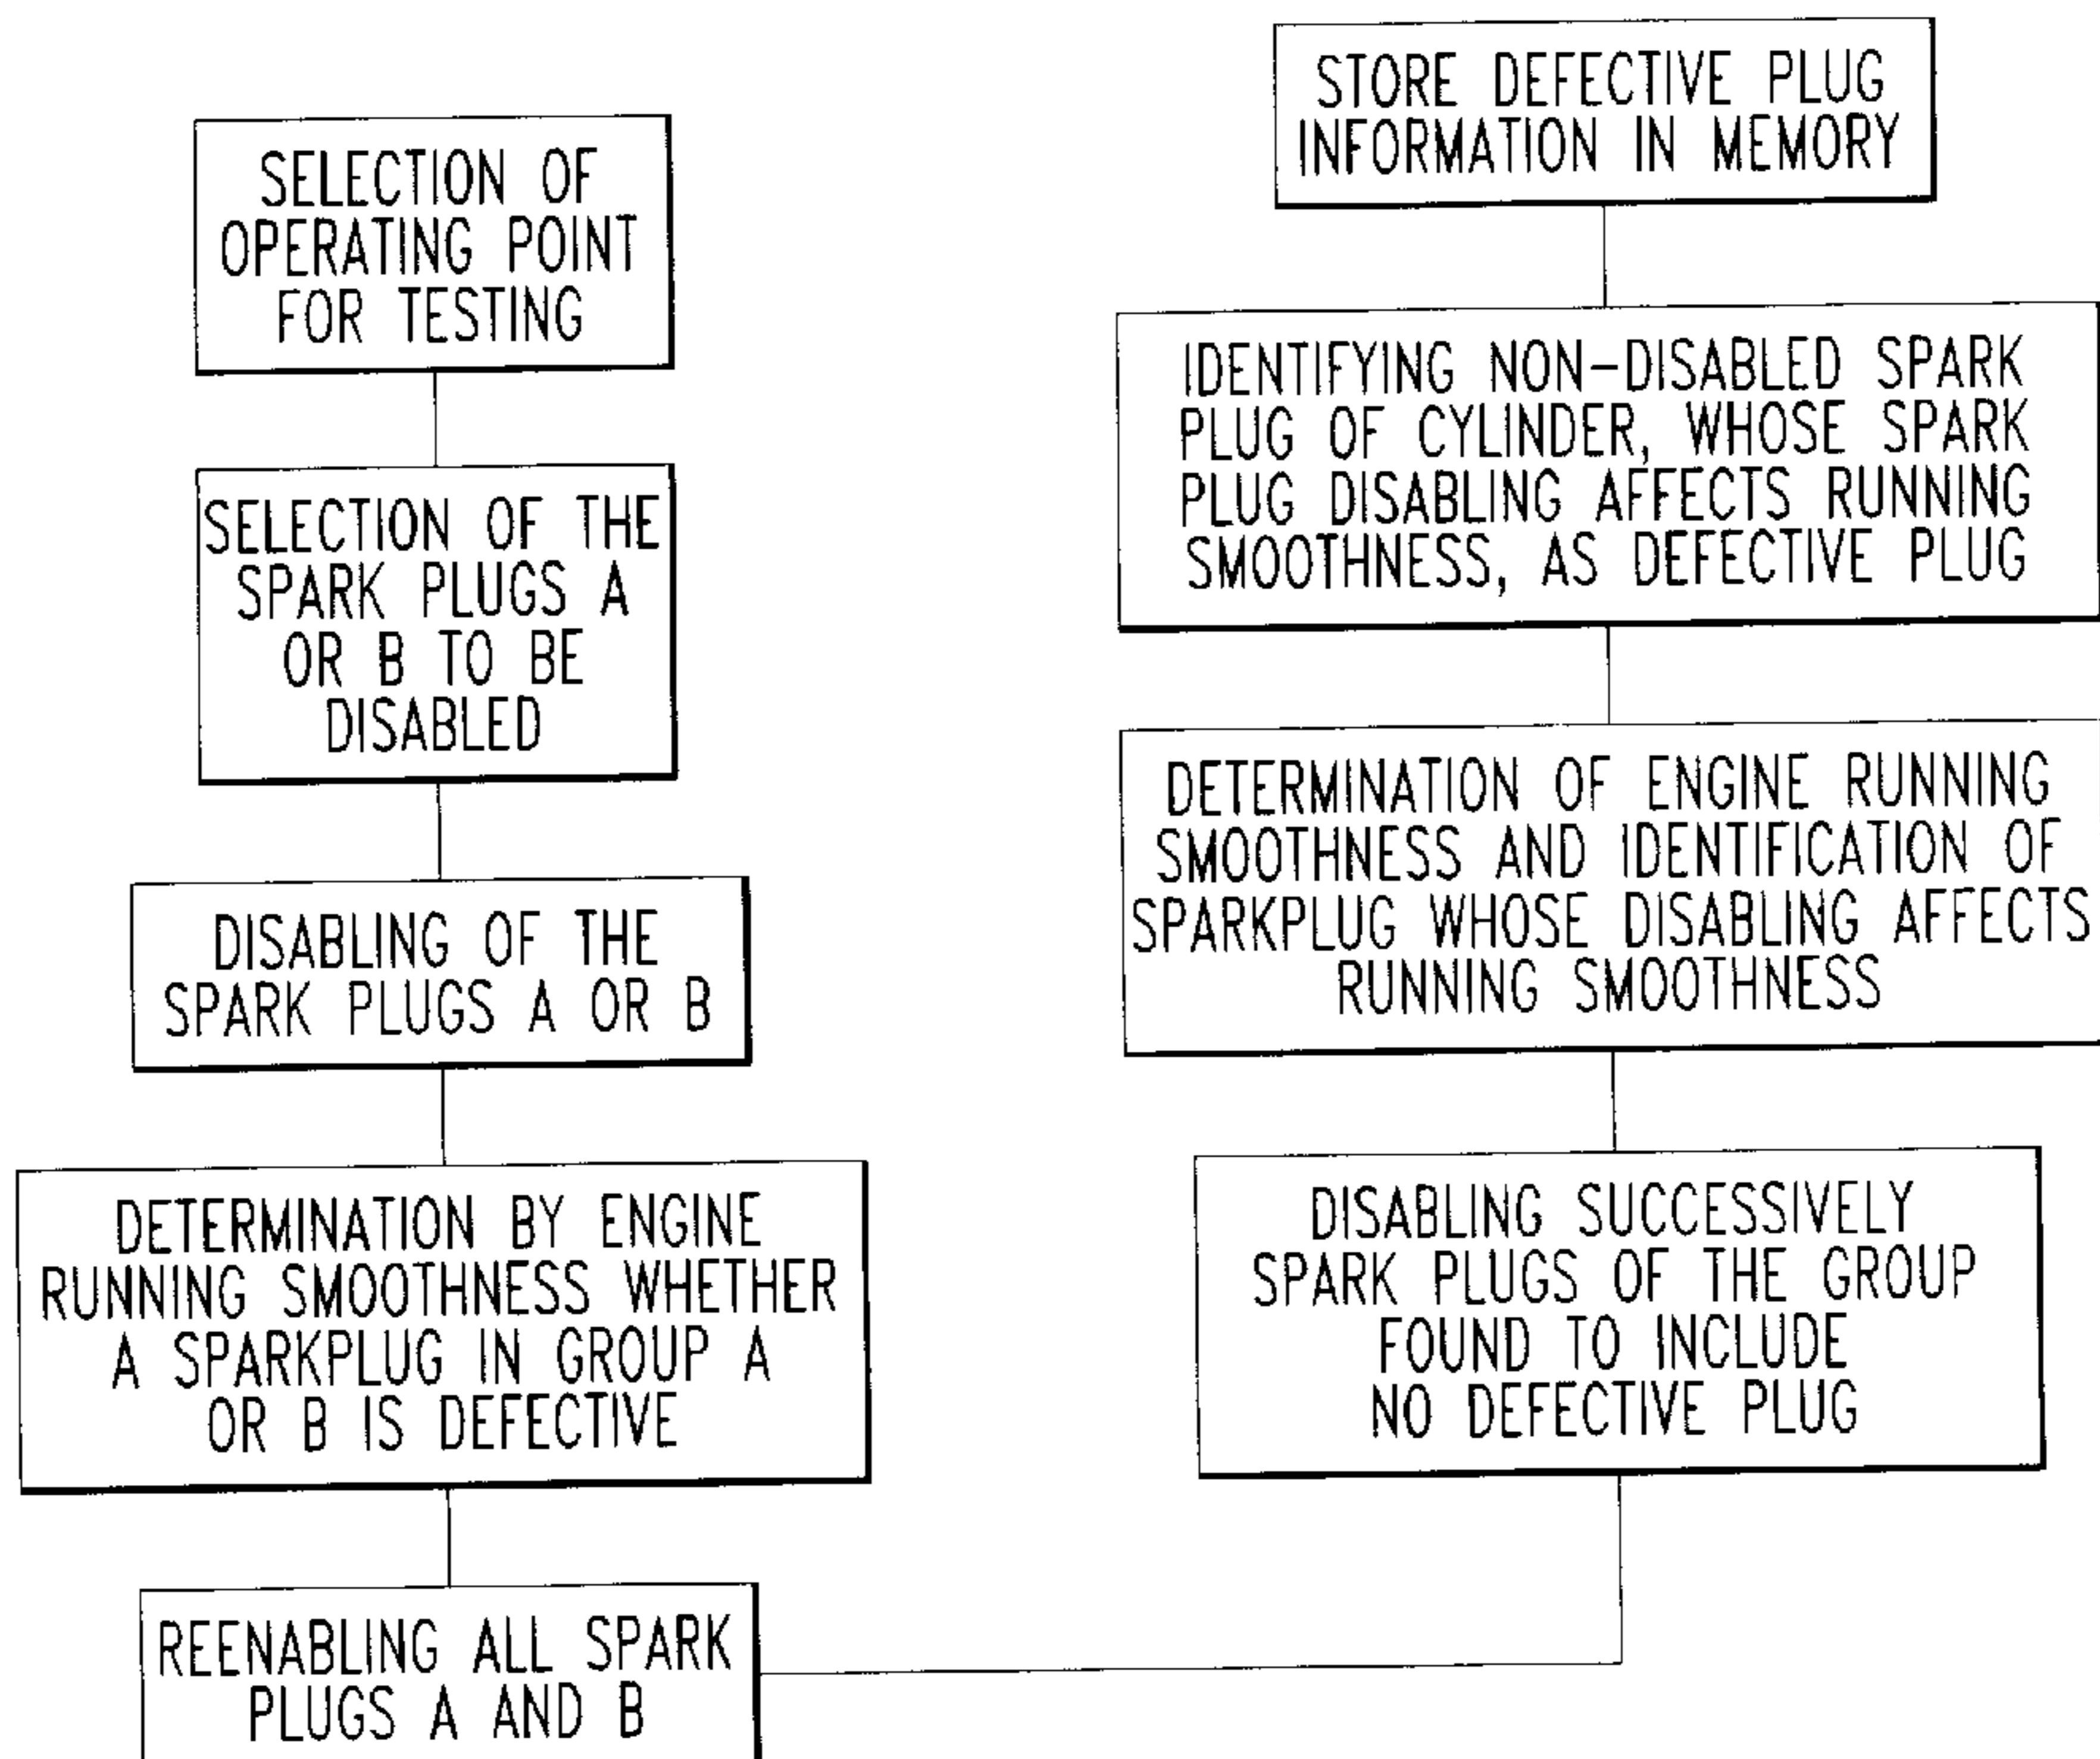 SELECTION OF
OPERATING POINT
FOR TESTING
SELECTION OF THE
SPARK PLUGS A
OR B TO BE
DISABLED
DISABLING OF THE
SPARK PLUGS A OR B
DETERMINATION BY ENGINE
RUNNING SMOOTHNESS WHETHER
A SPARKPLUG IN GROUP A
OR B IS DEFECTIVE
REENABLING ALL SPARK
PLUGS A AND B
STORE DEFECTIVE PLUG
INFORMATION IN MEMORY
IDENTIFYING NON-DISABLED SPARK
PLUG OF CYLINDER, WHOSE SPARK
PLUG DISABLING AFFECTS RUNNING
SMOOTHNESS, AS DEFECTIVE PLUG
DETERMINATION OF ENGINE RUNNING
SMOOTHNESS AND IDENTIFICATION OF
SPARKPLUG WHOSE DISABLING AFFECTS
RUNNING SMOOTHNESS
DISABLING SUCCESSIVELY
SPARK PLUGS OF THE GROUP
FOUND TO INCLUDE
NO DEFECTIVE PLUG